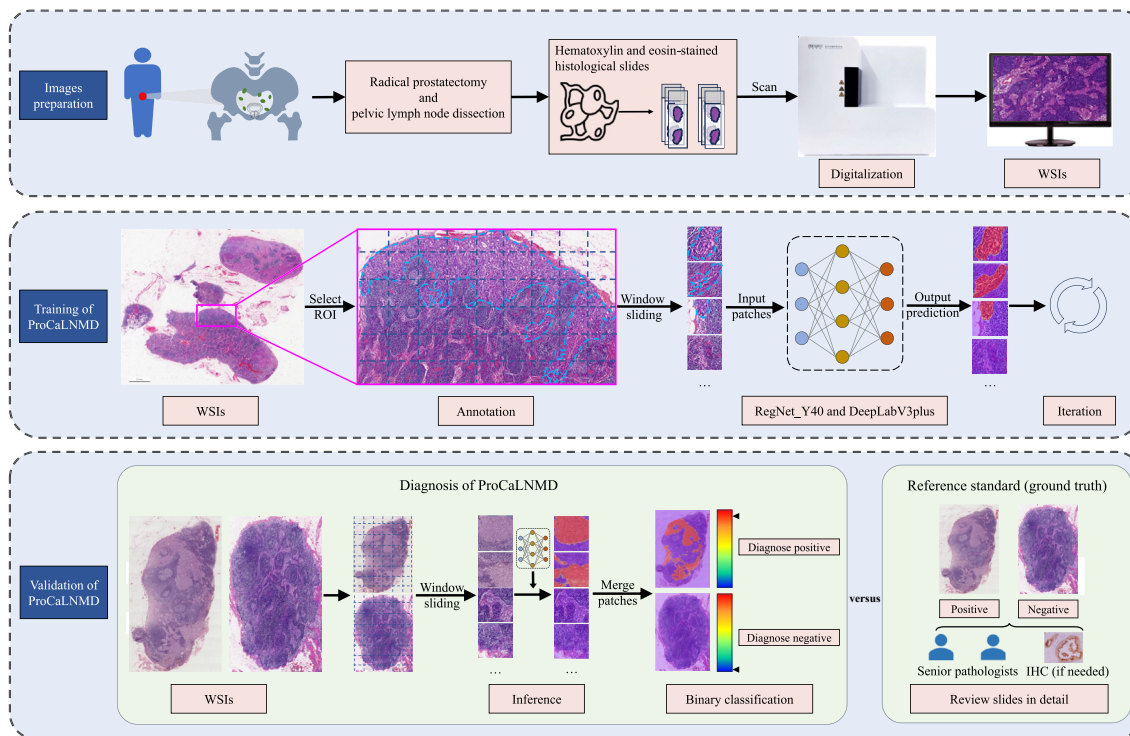 Images
preparation
Radical prostatectomy
and
pelvic lymph node dissection
Hematoxylin and eosin-stained
histological slides
Scan
Digitalization
WSIs
Training of
ProCaLNMD
Select
ROI
Window
sliding
Input
patches
Output
prediction
...
...
WSIs
Annotation
RegNet_Y40 and DeepLabV3plus
Iteration
Validation of
ProCaLNMD
Diagnosis of ProCaLNMD
Window
sliding
Merge
patches
Diagnose positive
Diagnose negative
...
...
WSIs
Inference
Binary classification
versus
Reference standard (ground truth)
Positive
Negative
Senior pathologists
IHC (if needed)
Review slides in detail